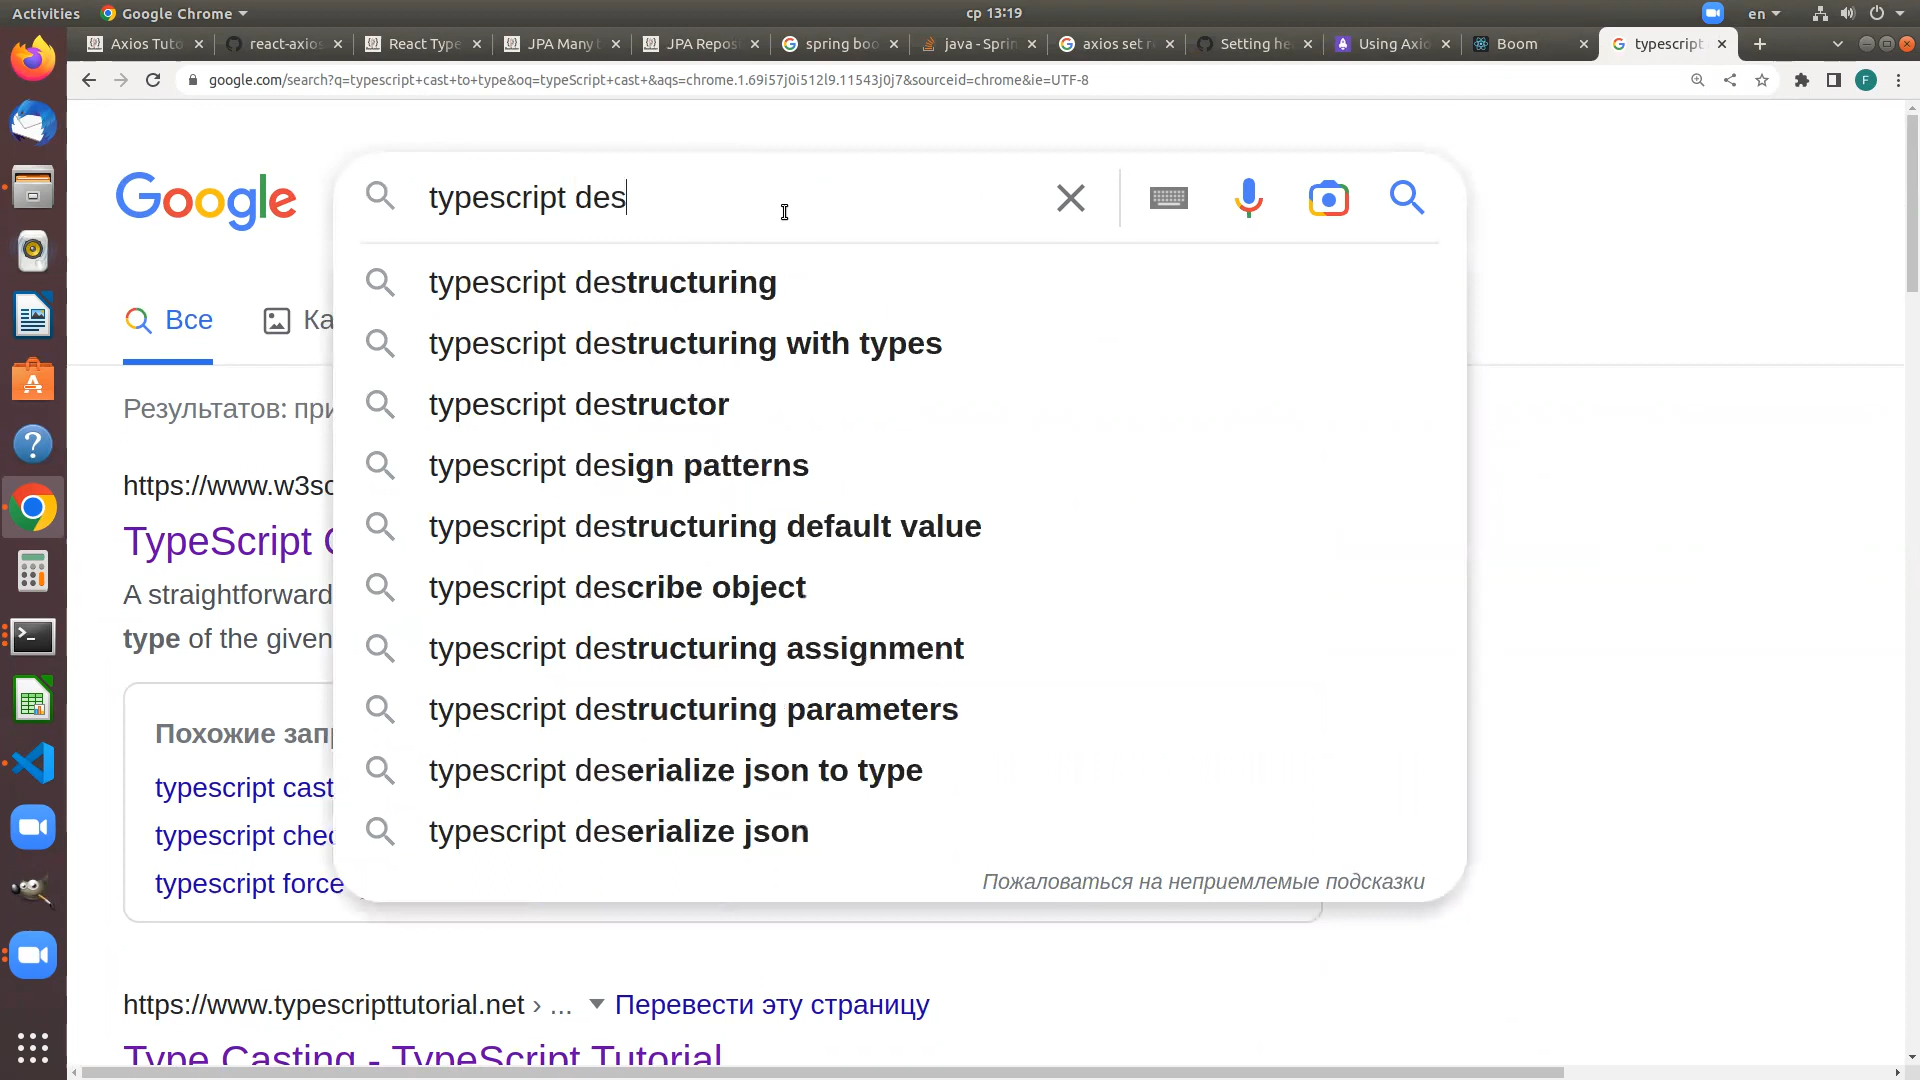 Activities
Google Chrome
ср 13:19
en
Axios Tuto
react-axios
React Type
JPA Many t
JPA Repos
spring boo
java - Sprin
axios set r
Setting he
Using Axio
Boom
typescript
google.com/search?q=typescript+cast+to+type&oq=typeScript+cast+&aqs=chrome.1.69i57j0i512l9.11543j0j7&sourceid=chrome&ie=UTF-8
F
Google
typescript des
typescript destructuring
typescript destructuring with types
typescript destructor
typescript design patterns
typescript destructuring default value
typescript describe object
typescript destructuring assignment
typescript destructuring parameters
typescript deserialize json to type
typescript deserialize json
Пожаловаться на неприемлемые подсказки
Все
Ка
Результатов: при
https://www.w3sc
TypeScript
A straightforward
type of the given
Похожие зап
typescript cast
typescript chec
typescript force
https://www.typescripttutorial.net › ...
Перевести эту страницу
Type Casting - TypeScript Tutorial